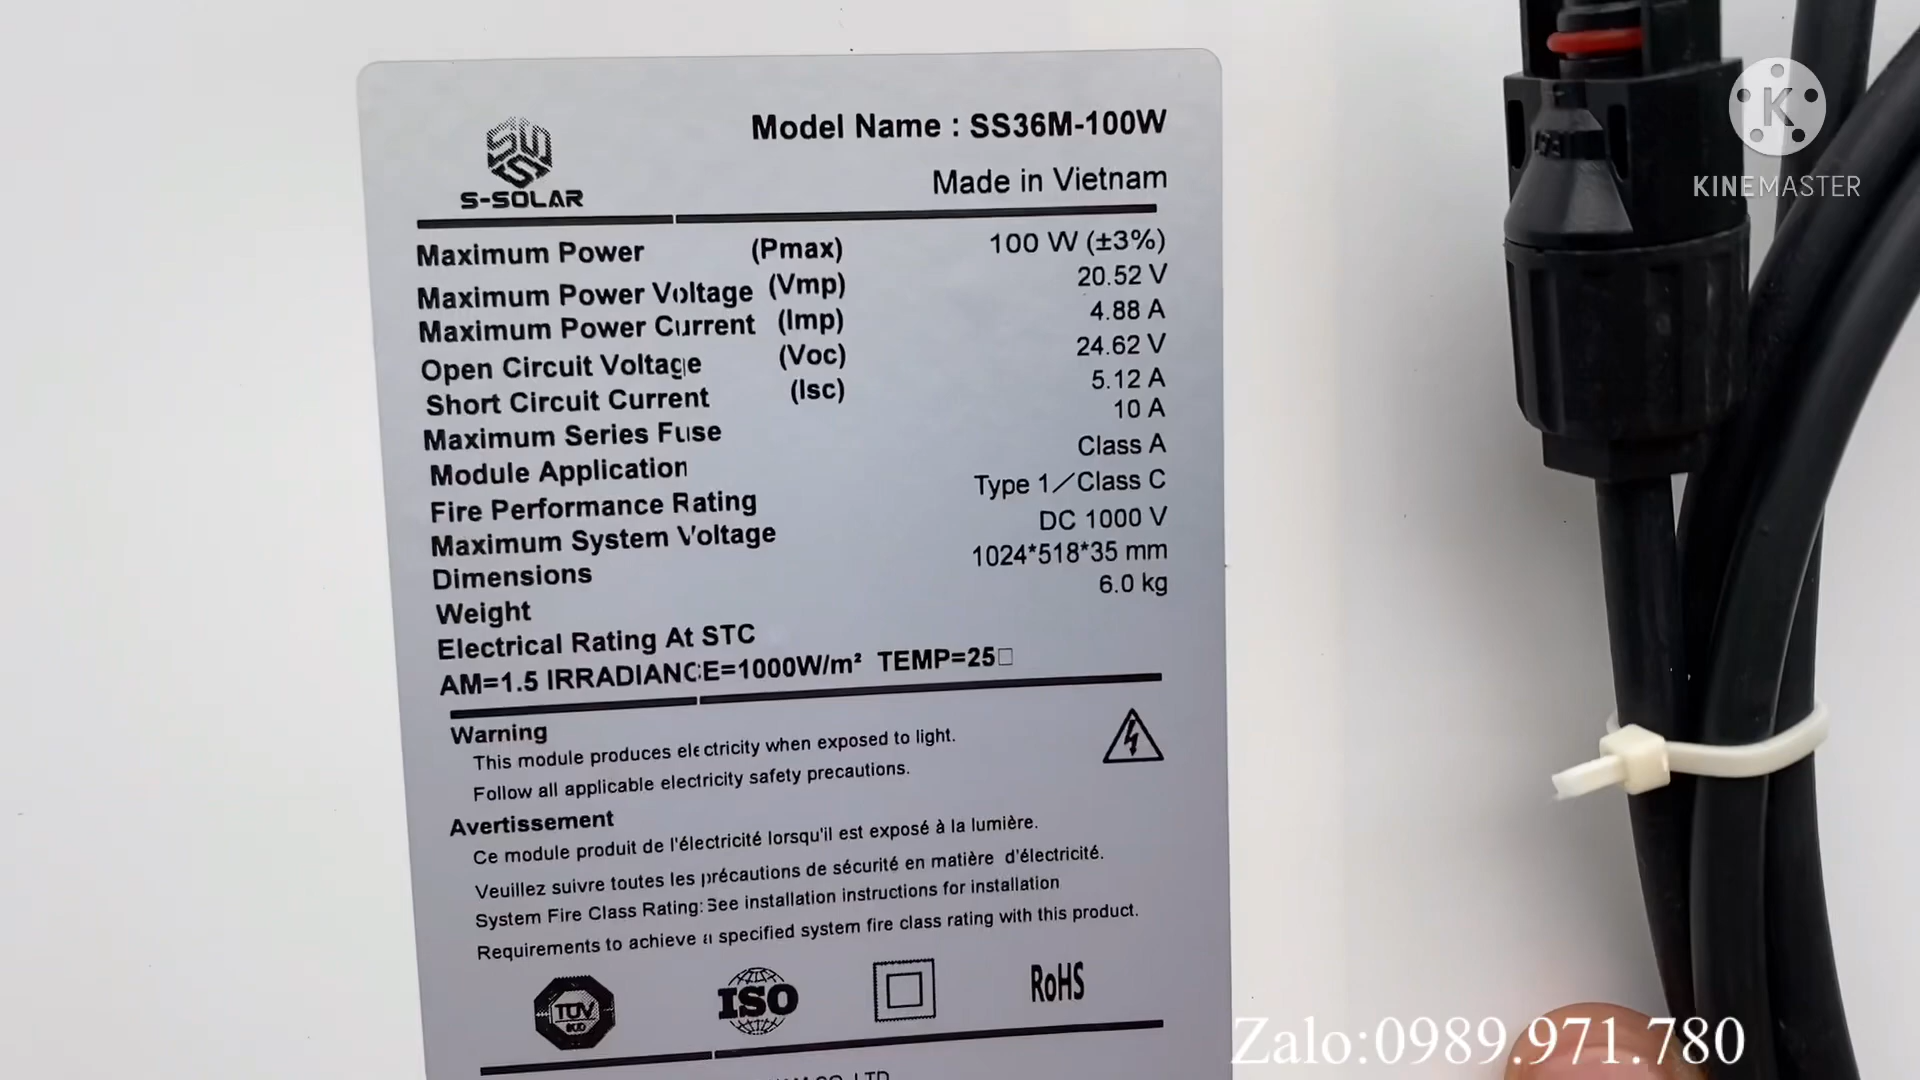 S-SOLAR
Model Name : SS36M-100W
Made in Vietnam
Maximum Power (Pmax) 100 W (±3%)
Maximum Power Voltage (Vmp) 20.52 V
Maximum Power Current (Imp) 4.88 A
Open Circuit Voltage (Voc) 24.62 V
Short Circuit Current (Isc) 5.12 A
Maximum Series Fuse 10 A
Module Application Class A
Fire Performance Rating Type 1/Class C
Maximum System Voltage DC 1000 V
Dimensions 1024*518*35 mm
Weight 6.0 kg
Electrical Rating At STC
AM=1.5 IRRADIANCE=1000W/m² TEMP=25□
Warning
This module produces electricity when exposed to light.
Follow all applicable electricity safety precautions.
Avertissement
Ce module produit de l'électricité lorsqu'il est exposé à la lumière.
Veuillez suivre toutes les précautions de sécurité en matière d'électricité.
System Fire Class Rating: See installation instructions for installation
Requirements to achieve a specified system fire class rating with this product.
TÜV
SÜD
ISO
RoHS
CO.,LTD
K
KINEMASTER
Zalo:0989.971.780